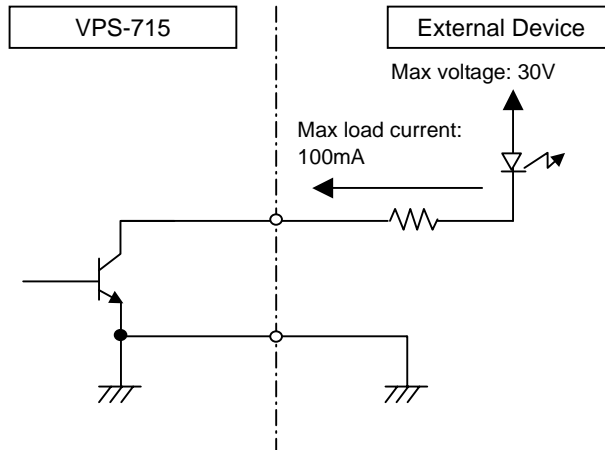 VPS-715
External Device
Max voltage: 30V
Max load current:
100mA